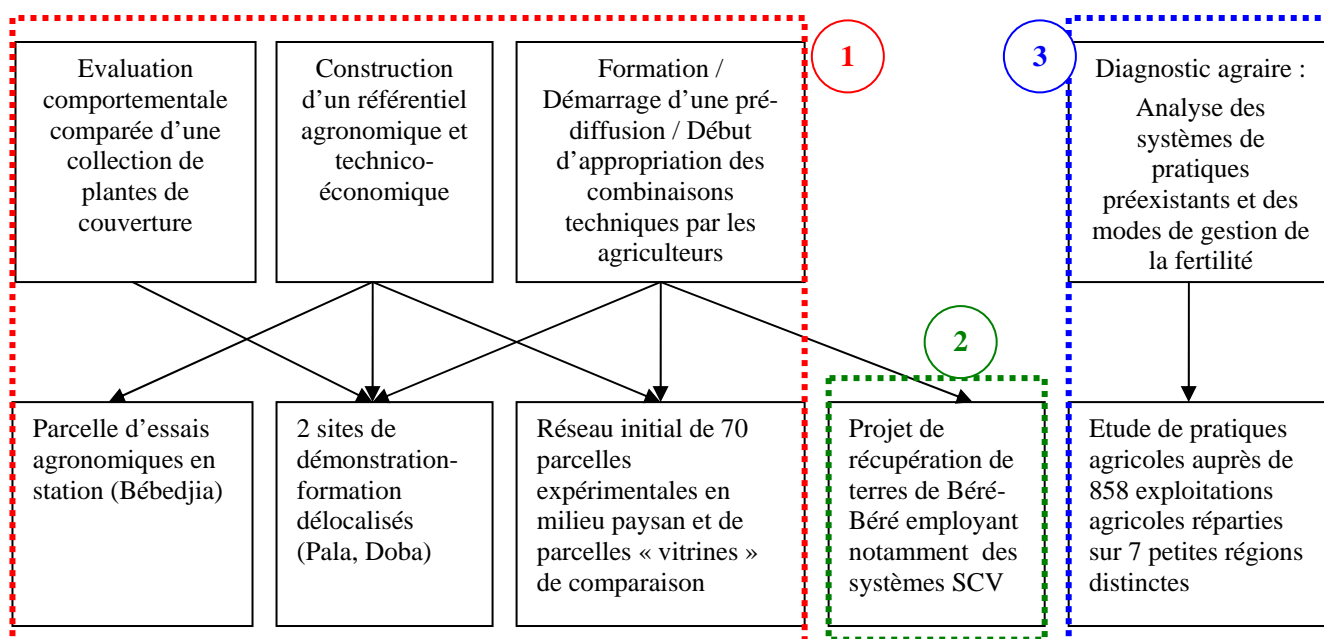 Evaluation
comportementale
comparée d’une
collection de
plantes de
couverture
Construction
d’un référentiel
agronomique et
technico-
économique
Formation /
Démarrage d’une pré-
diffusion / Début
d’appropriation des
combinaisons
techniques par les
agriculteurs
1
3
Diagnostic agraire :
Analyse des
systèmes de
pratiques
préexistants et des
modes de gestion de
la fertilité
2
Parcelle d’essais
agronomiques en
station (Bébedjia)
2 sites de
démonstration-
formation
délocalisés
(Pala, Doba)
Réseau initial de 70
parcelles
expérimentales en
milieu paysan et de
parcelles « vitrines »
de comparaison
Projet de
récupération de
terres de Béré-
Béré employant
notamment des
systèmes SCV
Etude de pratiques
agricoles auprès de
858 exploitations
agricoles réparties
sur 7 petites régions
distinctes